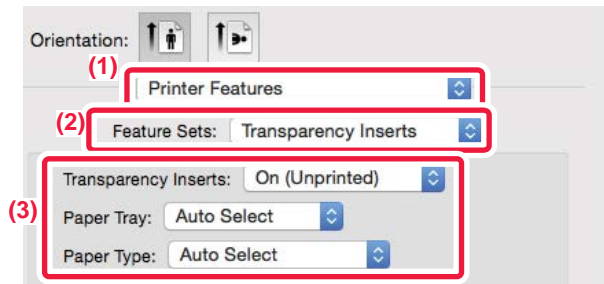 Orientation:
(1)
Printer Features
(2) Feature Sets: Transparency Inserts
Transparency Inserts: On (Unprinted)
(3) Paper Tray: Auto Select
Paper Type: Auto Select